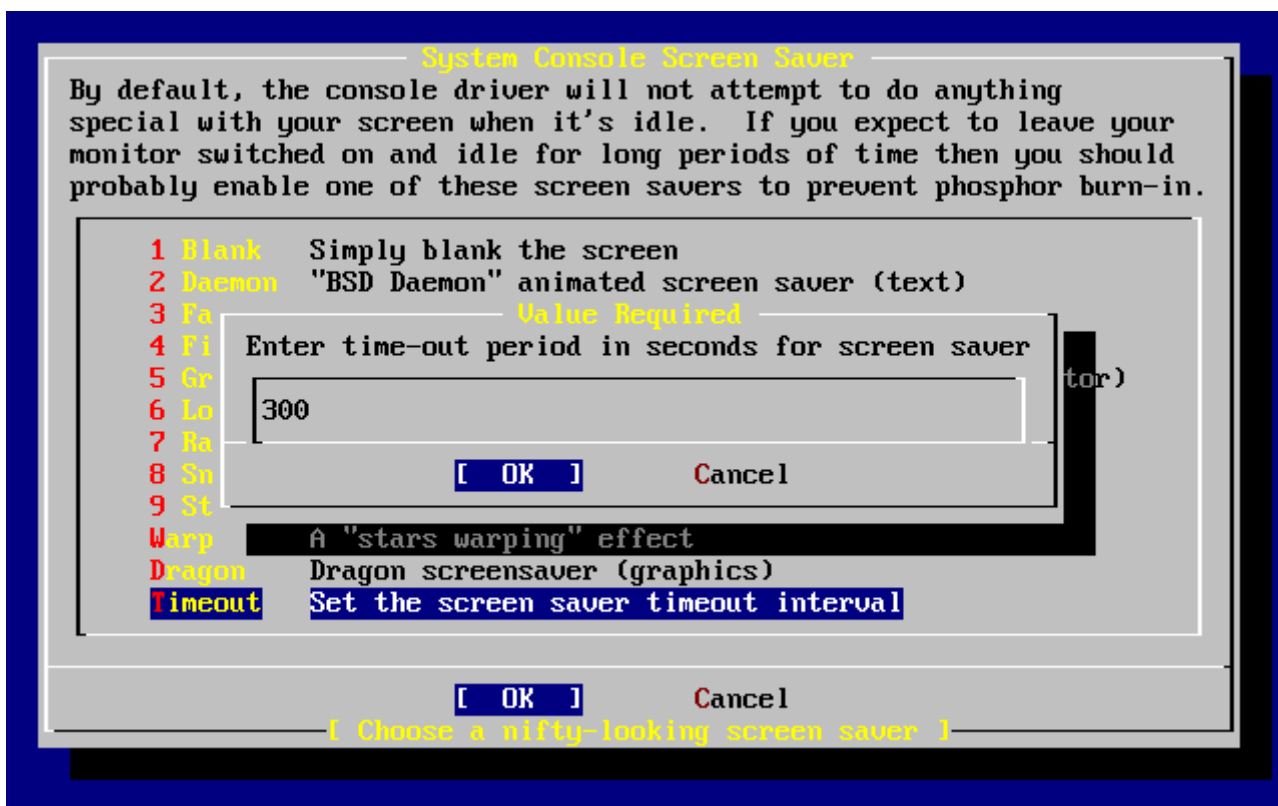 System Console Screen Saver
By default, the console driver will not attempt to do anything
special with your screen when it's idle.  If you expect to leave your
monitor switched on and idle for long periods of time then you should
probably enable one of these screen savers to prevent phosphor burn-in.
1 Blank Simply blank the screen
2 Daemon "BSD Daemon" animated screen saver (text)
3 Fa
Value Required
4 Fi
Enter time-out period in seconds for screen saver
5 Gr tor)
6 Lo
300
7 Ra
8 Sn
[ OK ] Cancel
9 St
Warp A "stars warping" effect
Dragon Dragon screensaver (graphics)
Timeout Set the screen saver timeout interval
[ OK ] Cancel
[ Choose a nifty-looking screen saver ]